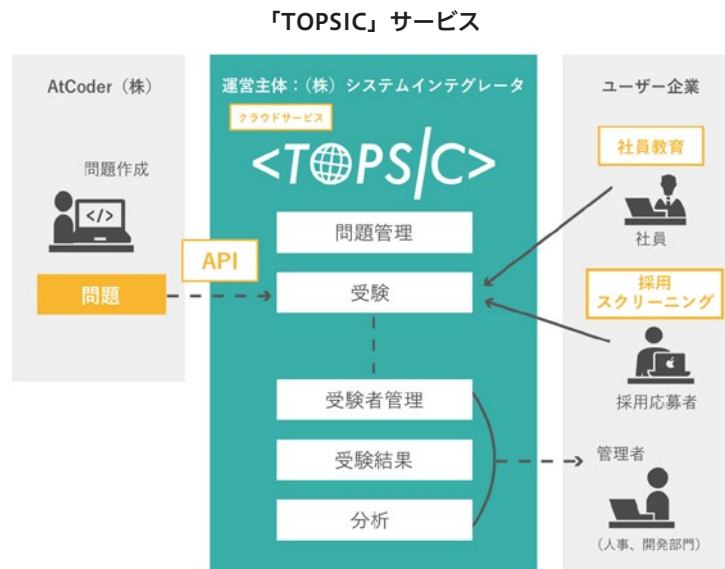 「TOPSIC」サービス
AtCoder（株）
問題作成
</>
問題
API
運営主体：（株）システムインテグレータ
クラウドサービス
<TOPS/C>
問題管理
受験
受験者管理
受験結果
分析
ユーザー企業
社員教育
社員
採用
スクリーニング
採用応募者
管理者
（人事、開発部門）